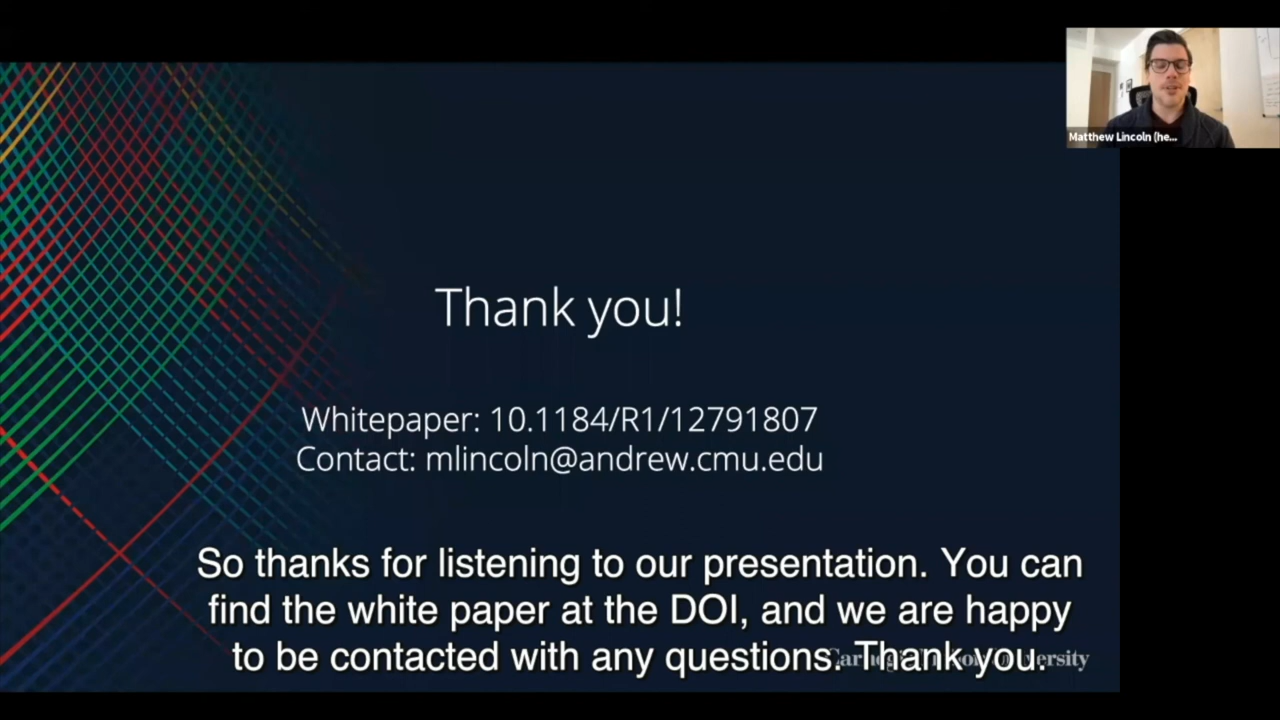 Matthew Lincoln (he...
Thank you!
Whitepaper: 10.1184/R1/12791807
Contact: mlincoln@andrew.cmu.edu
So thanks for listening to our presentation. You can
find the white paper at the DOI, and we are happy
to be contacted with any questions. Thank you.